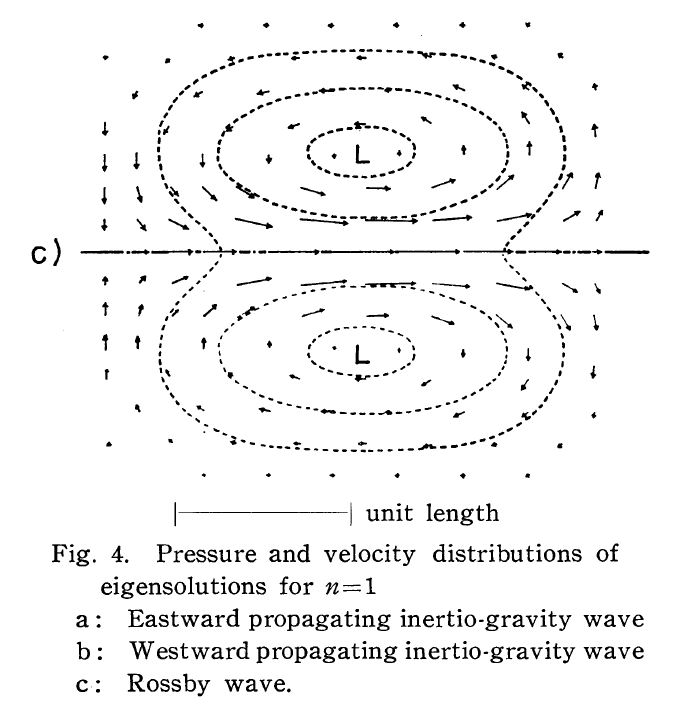 L
c)
L
unit length
Fig. 4. Pressure and velocity distributions of
eigensolutions for n=1
a: Eastward propagating inertio-gravity wave
b: Westward propagating inertio-gravity wave
c: Rossby wave.